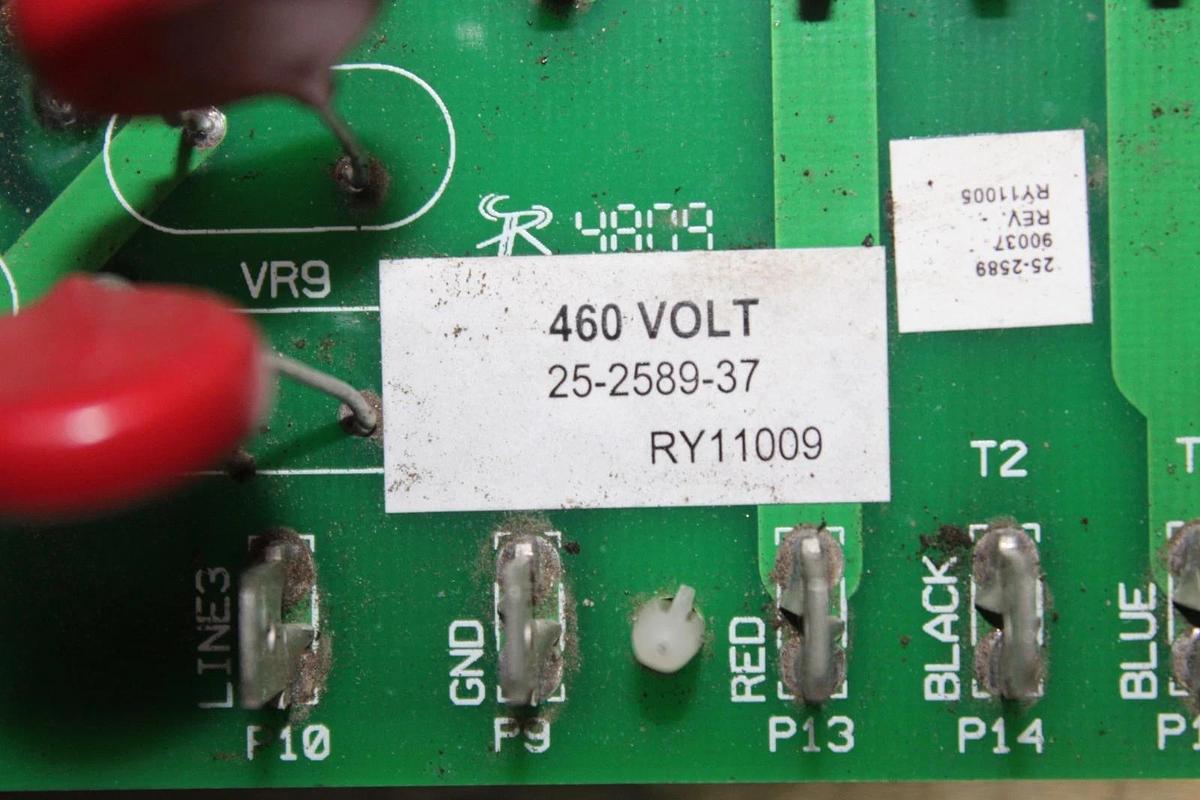 4809
VR9
460 VOLT
25-2589-37
RY11009
25-2589
90037
REV. -
RY11005
T2
LINE3
GND
RED
BLACK
BLUE
P10
P9
P13
P14